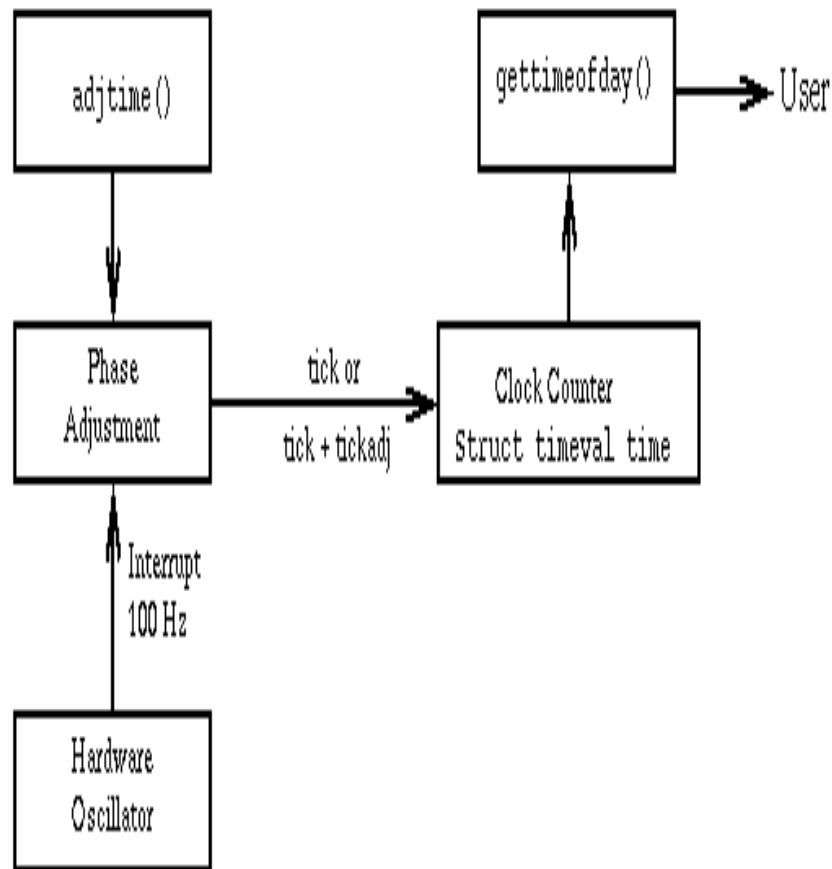 adjtime()
gettimeofday()
User
Phase
Adjustment
tick or
tick + tickadj
Clock Counter
Struct timeval time
Interrupt
100 Hz
Hardware
Oscillator